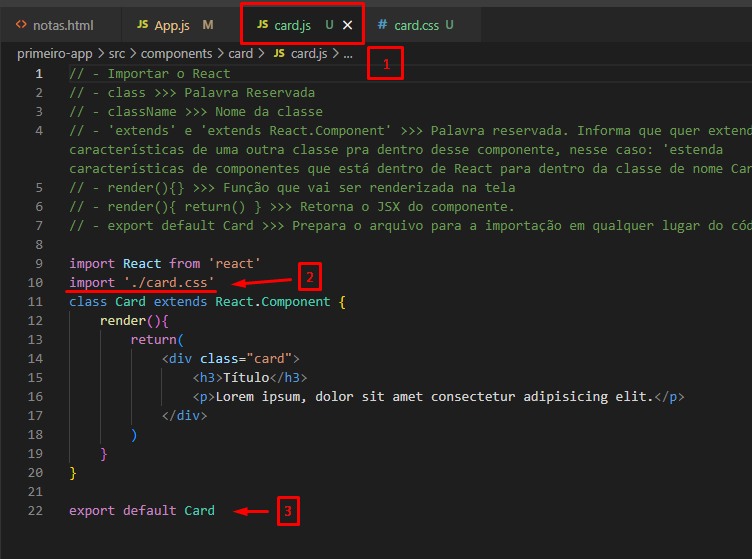 notas.html JS App.js M JS card.js U × # card.css U
primeiro-app > src > components > card > JS card.js > ...
1
1 // - Importar o React
2 // - class >>> Palavra Reservada
3 // - className >>> Nome da classe
4 // - 'extends' e 'extends React.Component' >>> Palavra reservada. Informa que quer extend
características de uma outra classe pra dentro desse componente, nesse caso: 'estenda
características de componentes que está dentro de React para dentro da classe de nome Car
5 // - render(){} >>> Função que vai ser renderizada na tela
6 // - render(){ return() } >>> Retorna o JSX do componente.
7 // - export default Card >>> Prepara o arquivo para a importação em qualquer lugar do cód
8
9 import React from 'react'
10 import './card.css'
2
11 class Card extends React.Component {
12 render(){
13 return(
14 <div class="card">
15 <h3>Título</h3>
16 <p>Lorem ipsum, dolor sit amet consectetur adipisicing elit.</p>
17 </div>
18 )
19 }
20 }
21
22 export default Card
3